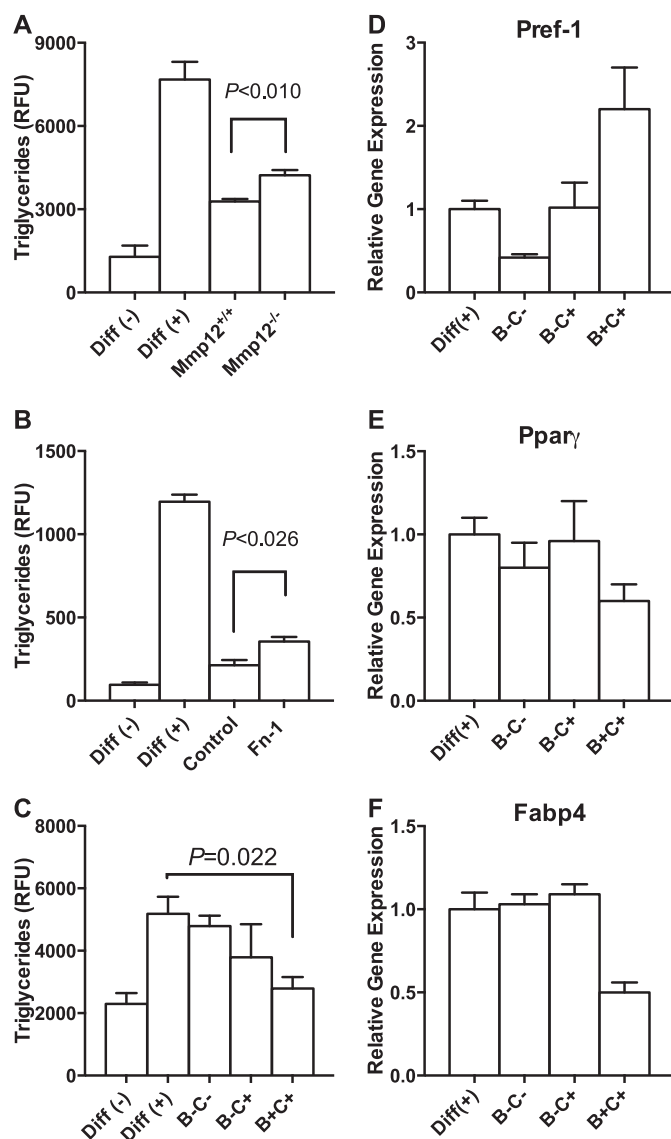 A
Triglycerides (RFU)
9000
6000
3000
0
P<0.010
Diff (-)
Diff (+)
Mmp12+/+
Mmp12-/-
D
Pref-1
Relative Gene Expression
3
2
1
0
Diff(+)
B-C-
B-C+
B+C+
B
Triglycerides (RFU)
1500
1000
500
0
P<0.026
Diff (-)
Diff (+)
Control
Fn-1
E
Pparγ
Relative Gene Expression
1.5
1.0
0.5
0.0
Diff(+)
B-C-
B-C+
B+C+
C
Triglycerides (RFU)
8000
6000
4000
2000
0
P=0.022
Diff (-)
Diff (+)
B-C-
B-C+
B+C+
F
Fabp4
Relative Gene Expression
1.5
1.0
0.5
0.0
Diff(+)
B-C-
B-C+
B+C+